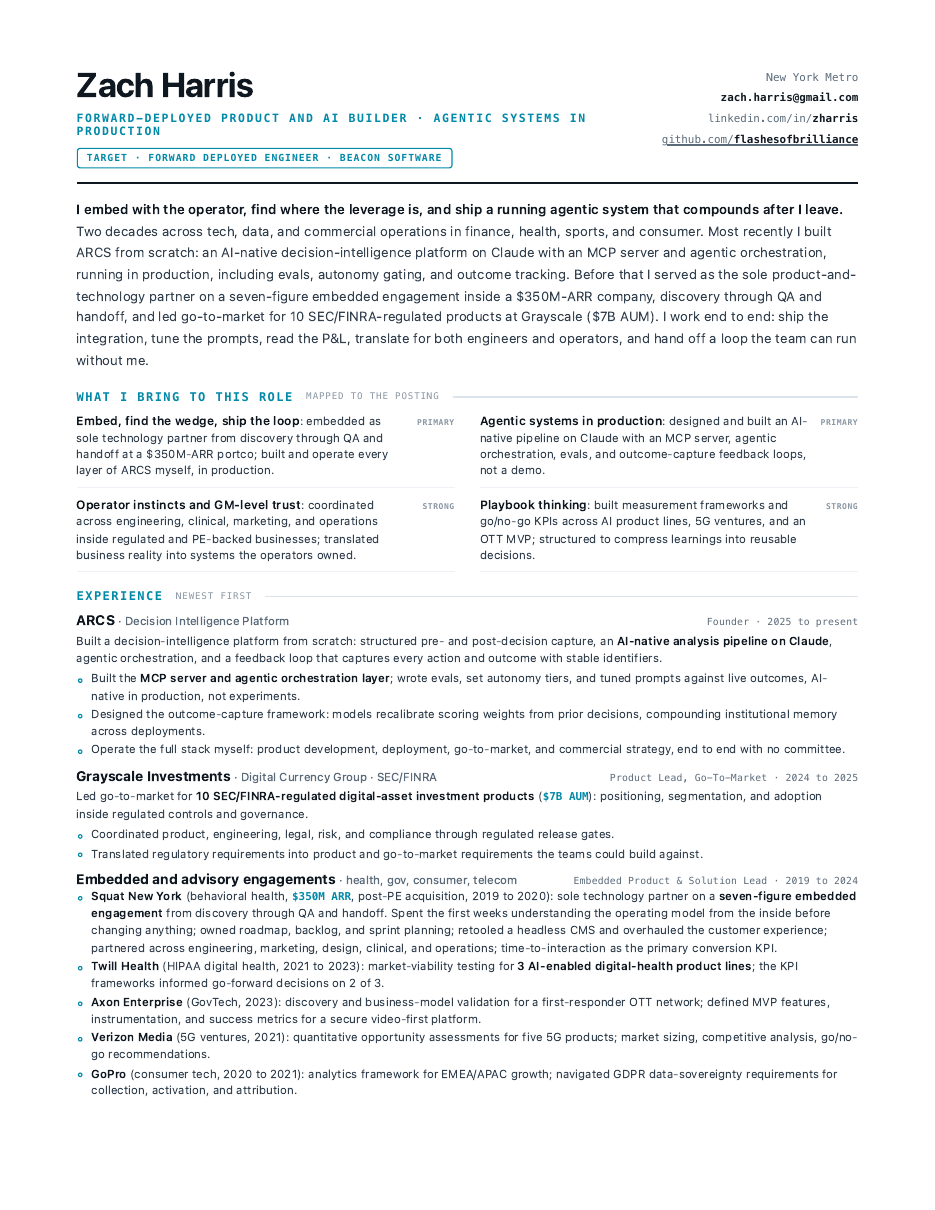 Zach Harris
New York Metro
zach.harris@gmail.com
linkedin.com/in/zharris
github.com/flashesofbrilliance
FORWARD-DEPLOYED PRODUCT AND AI BUILDER · AGENTIC SYSTEMS IN
PRODUCTION
TARGET · FORWARD DEPLOYED ENGINEER · BEACON SOFTWARE
I embed with the operator, find where the leverage is, and ship a running agentic system that compounds after I leave.
Two decades across tech, data, and commercial operations in finance, health, sports, and consumer. Most recently I built
ARCS from scratch: an AI-native decision-intelligence platform on Claude with an MCP server and agentic orchestration,
running in production, including evals, autonomy gating, and outcome tracking. Before that I served as the sole product-and-
technology partner on a seven-figure embedded engagement inside a $350M-ARR company, discovery through QA and
handoff, and led go-to-market for 10 SEC/FINRA-regulated products at Grayscale ($7B AUM). I work end to end: ship the
integration, tune the prompts, read the P&L, translate for both engineers and operators, and hand off a loop the team can run
without me.
WHAT I BRING TO THIS ROLE MAPPED TO THE POSTING
Embed, find the wedge, ship the loop: embedded as PRIMARY
sole technology partner from discovery through QA and
handoff at a $350M-ARR portco; built and operate every
layer of ARCS myself, in production.
Agentic systems in production: designed and built an AI- PRIMARY
native pipeline on Claude with an MCP server, agentic
orchestration, evals, and outcome-capture feedback loops,
not a demo.
Operator instincts and GM-level trust: coordinated STRONG
across engineering, clinical, marketing, and operations
inside regulated and PE-backed businesses; translated
business reality into systems the operators owned.
Playbook thinking: built measurement frameworks and STRONG
go/no-go KPIs across AI product lines, 5G ventures, and an
OTT MVP; structured to compress learnings into reusable
decisions.
EXPERIENCE NEWEST FIRST
ARCS · Decision Intelligence Platform Founder · 2025 to present
Built a decision-intelligence platform from scratch: structured pre- and post-decision capture, an AI-native analysis pipeline on Claude,
agentic orchestration, and a feedback loop that captures every action and outcome with stable identifiers.
Built the MCP server and agentic orchestration layer; wrote evals, set autonomy tiers, and tuned prompts against live outcomes, AI-
native in production, not experiments.
Designed the outcome-capture framework: models recalibrate scoring weights from prior decisions, compounding institutional memory
across deployments.
Operate the full stack myself: product development, deployment, go-to-market, and commercial strategy, end to end with no committee.
Grayscale Investments · Digital Currency Group · SEC/FINRA Product Lead, Go-To-Market · 2024 to 2025
Led go-to-market for 10 SEC/FINRA-regulated digital-asset investment products ($7B AUM): positioning, segmentation, and adoption
inside regulated controls and governance.
Coordinated product, engineering, legal, risk, and compliance through regulated release gates.
Translated regulatory requirements into product and go-to-market requirements the teams could build against.
Embedded and advisory engagements · health, gov, consumer, telecom Embedded Product & Solution Lead · 2019 to 2024
Squat New York (behavioral health, $350M ARR, post-PE acquisition, 2019 to 2020): sole technology partner on a seven-figure embedded
engagement from discovery through QA and handoff. Spent the first weeks understanding the operating model from the inside before
changing anything; owned roadmap, backlog, and sprint planning; retooled a headless CMS and overhauled the customer experience;
partnered across engineering, marketing, design, clinical, and operations; time-to-interaction as the primary conversion KPI.
Twill Health (HIPAA digital health, 2021 to 2023): market-viability testing for 3 AI-enabled digital-health product lines; the KPI
frameworks informed go-forward decisions on 2 of 3.
Axon Enterprise (GovTech, 2023): discovery and business-model validation for a first-responder OTT network; defined MVP features,
instrumentation, and success metrics for a secure video-first platform.
Verizon Media (5G ventures, 2021): quantitative opportunity assessments for five 5G products; market sizing, competitive analysis, go/no-
go recommendations.
GoPro (consumer tech, 2020 to 2021): analytics framework for EMEA/APAC growth; navigated GDPR data-sovereignty requirements for
collection, activation, and attribution.